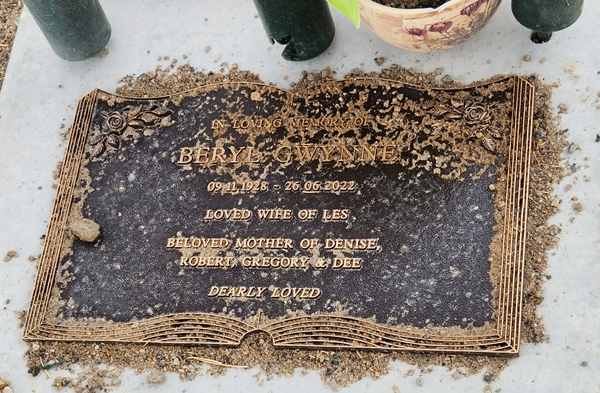 IN LOVING MEMORY OF
BERYL GWYNNE
09.11.1928 ~ 26.06.2022
LOVED WIFE OF LES
BELOVED MOTHER OF DENISE,
ROBERT, GREGORY & DEE
DEARLY LOVED